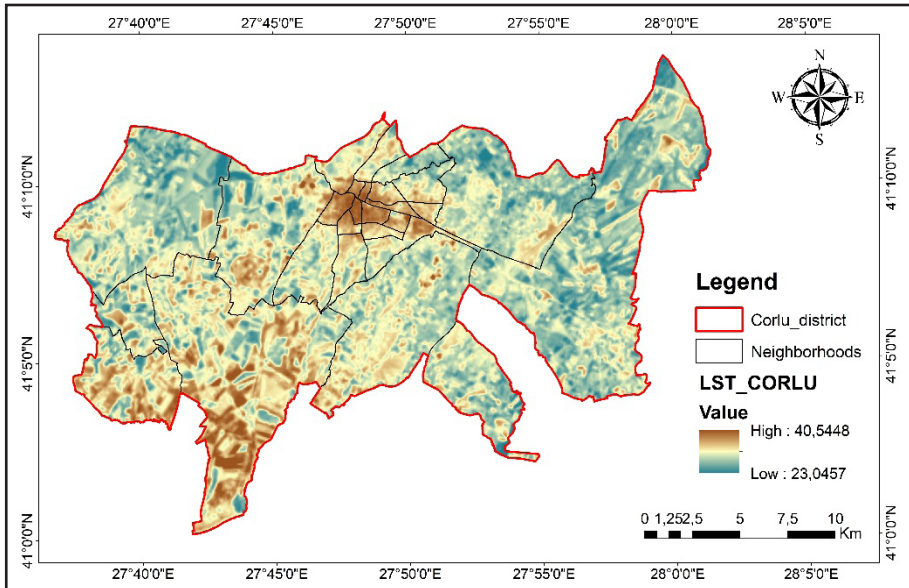 27°40'0"E 27°45'0"E 27°50'0"E 27°55'0"E 28°0'0"E 28°5'0"E
N
W E
S
41°10'0"N 41°10'0"N
Legend
Corlu_district
Neighborhoods
41°5'0"N 41°5'0"N
LST_CORLU
Value
High : 40,5448
Low : 23,0457
0 1,25 2,5 5 7,5 10
Km
41°0'0"N 41°0'0"N
27°40'0"E 27°45'0"E 27°50'0"E 27°55'0"E 28°0'0"E 28°5'0"E